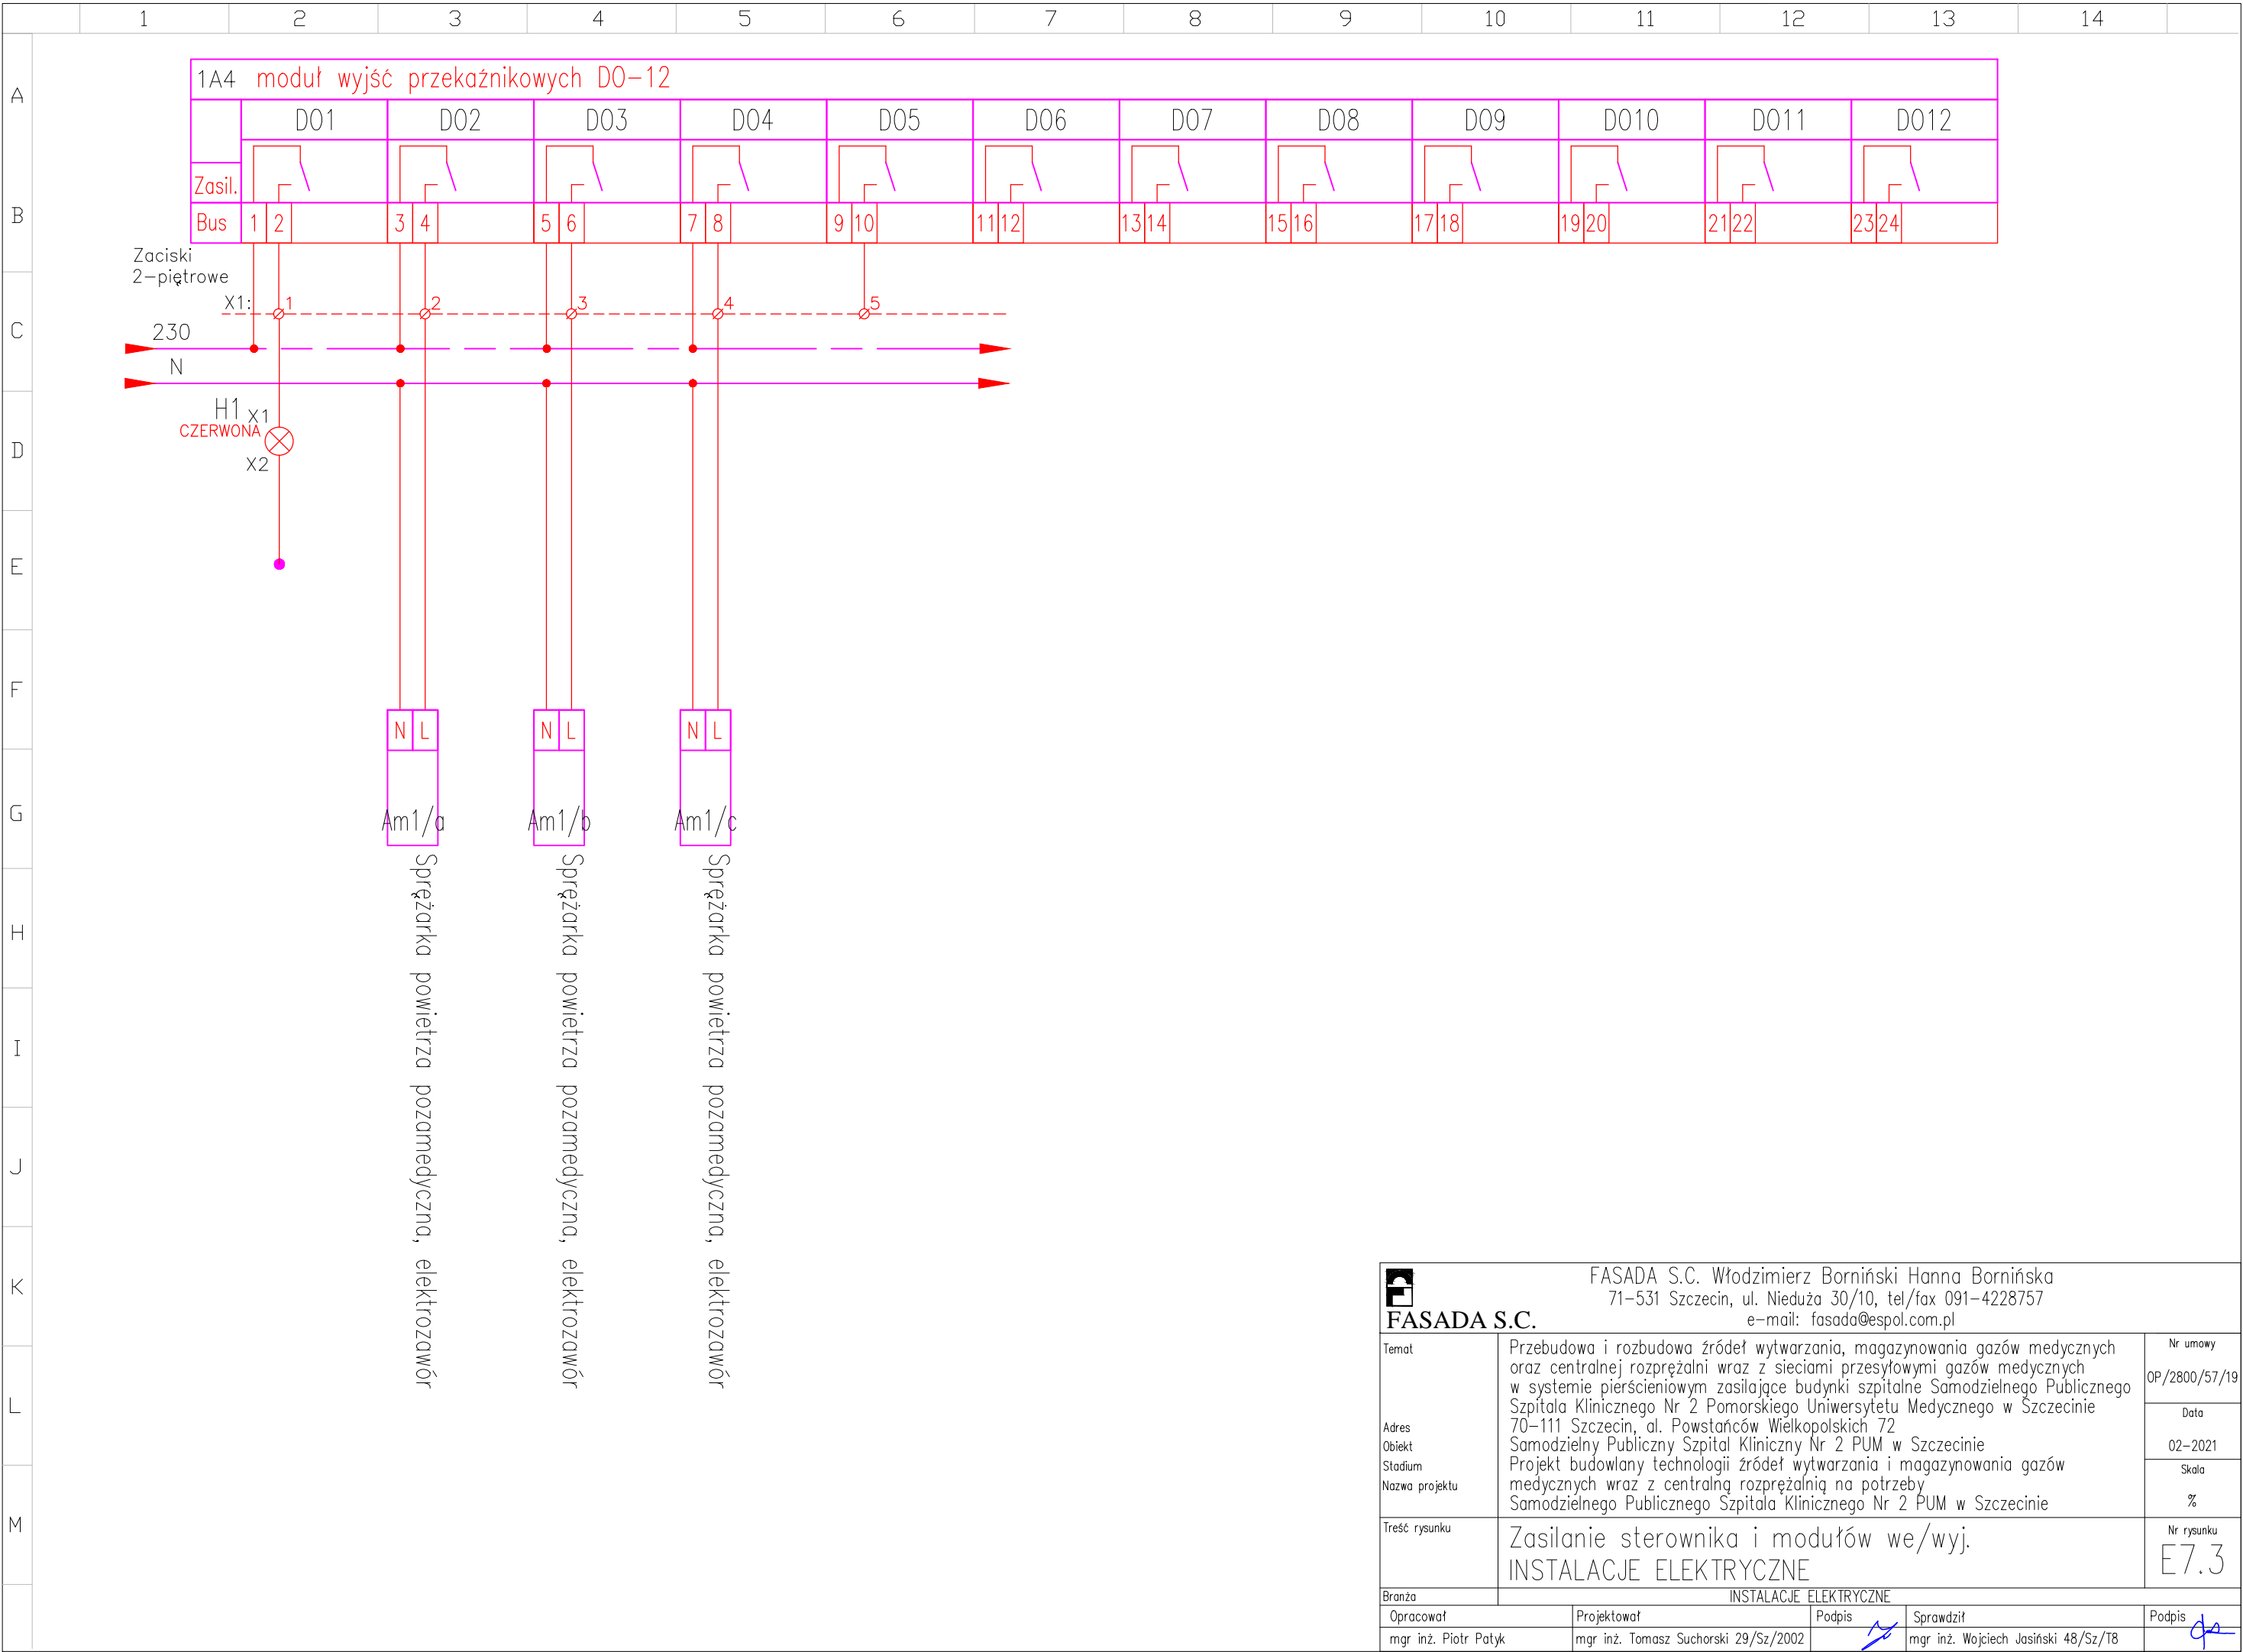 1 2 3 4 5 6 7 8 9 10 11 12 13 14
A
B
C
D
E
F
G
H
I
J
K
L
M
1A4 moduł wyjść przekaźnikowych DO-12
DO1 DO2 DO3 DO4 DO5 DO6 DO7 DO8 DO9 DO10 DO11 DO12
Zasil.
Bus 1 2 3 4 5 6 7 8 9 10 11 12 13 14 15 16 17 18 19 20 21 22 23 24
Zaciski
2-piętrowe
X1: 1 2 3 4 5
230
N
H1 X1
CZERWONA
X2
N L N L N L
Am1/a Am1/b Am1/c
Sprężarka powietrza pozamedyczna, elektrozawór
Sprężarka powietrza pozamedyczna, elektrozawór
Sprężarka powietrza pozamedyczna, elektrozawór
FASADA S.C.
FASADA S.C. Włodzimierz Borniński Hanna Bornińska
71-531 Szczecin, ul. Nieduża 30/10, tel/fax 091-4228757
e-mail: fasada@espol.com.pl
Temat
Przebudowa i rozbudowa źródeł wytwarzania, magazynowania gazów medycznych
oraz centralnej rozprężalni wraz z sieciami przesyłowymi gazów medycznych
w systemie pierścieniowym zasilające budynki szpitalne Samodzielnego Publicznego
Szpitala Klinicznego Nr 2 Pomorskiego Uniwersytetu Medycznego w Szczecinie
Adres
70-111 Szczecin, al. Powstańców Wielkopolskich 72
Obiekt
Samodzielny Publiczny Szpital Kliniczny Nr 2 PUM w Szczecinie
Stadium
Projekt budowlany technologii źródeł wytwarzania i magazynowania gazów
Nazwa projektu
medycznych wraz z centralną rozprężalnią na potrzeby
Samodzielnego Publicznego Szpitala Klinicznego Nr 2 PUM w Szczecinie
Nr umowy
OP/2800/57/19
Data
02-2021
Skala
%
Treść rysunku
Zasilanie sterownika i modułów we/wyj.
INSTALACJE ELEKTRYCZNE
Nr rysunku
E7.3
Branża
INSTALACJE ELEKTRYCZNE
Opracował Projektował Podpis Sprawdził Podpis
mgr inż. Piotr Patyk mgr inż. Tomasz Suchorski 29/Sz/2002 mgr inż. Wojciech Jasiński 48/Sz/T8